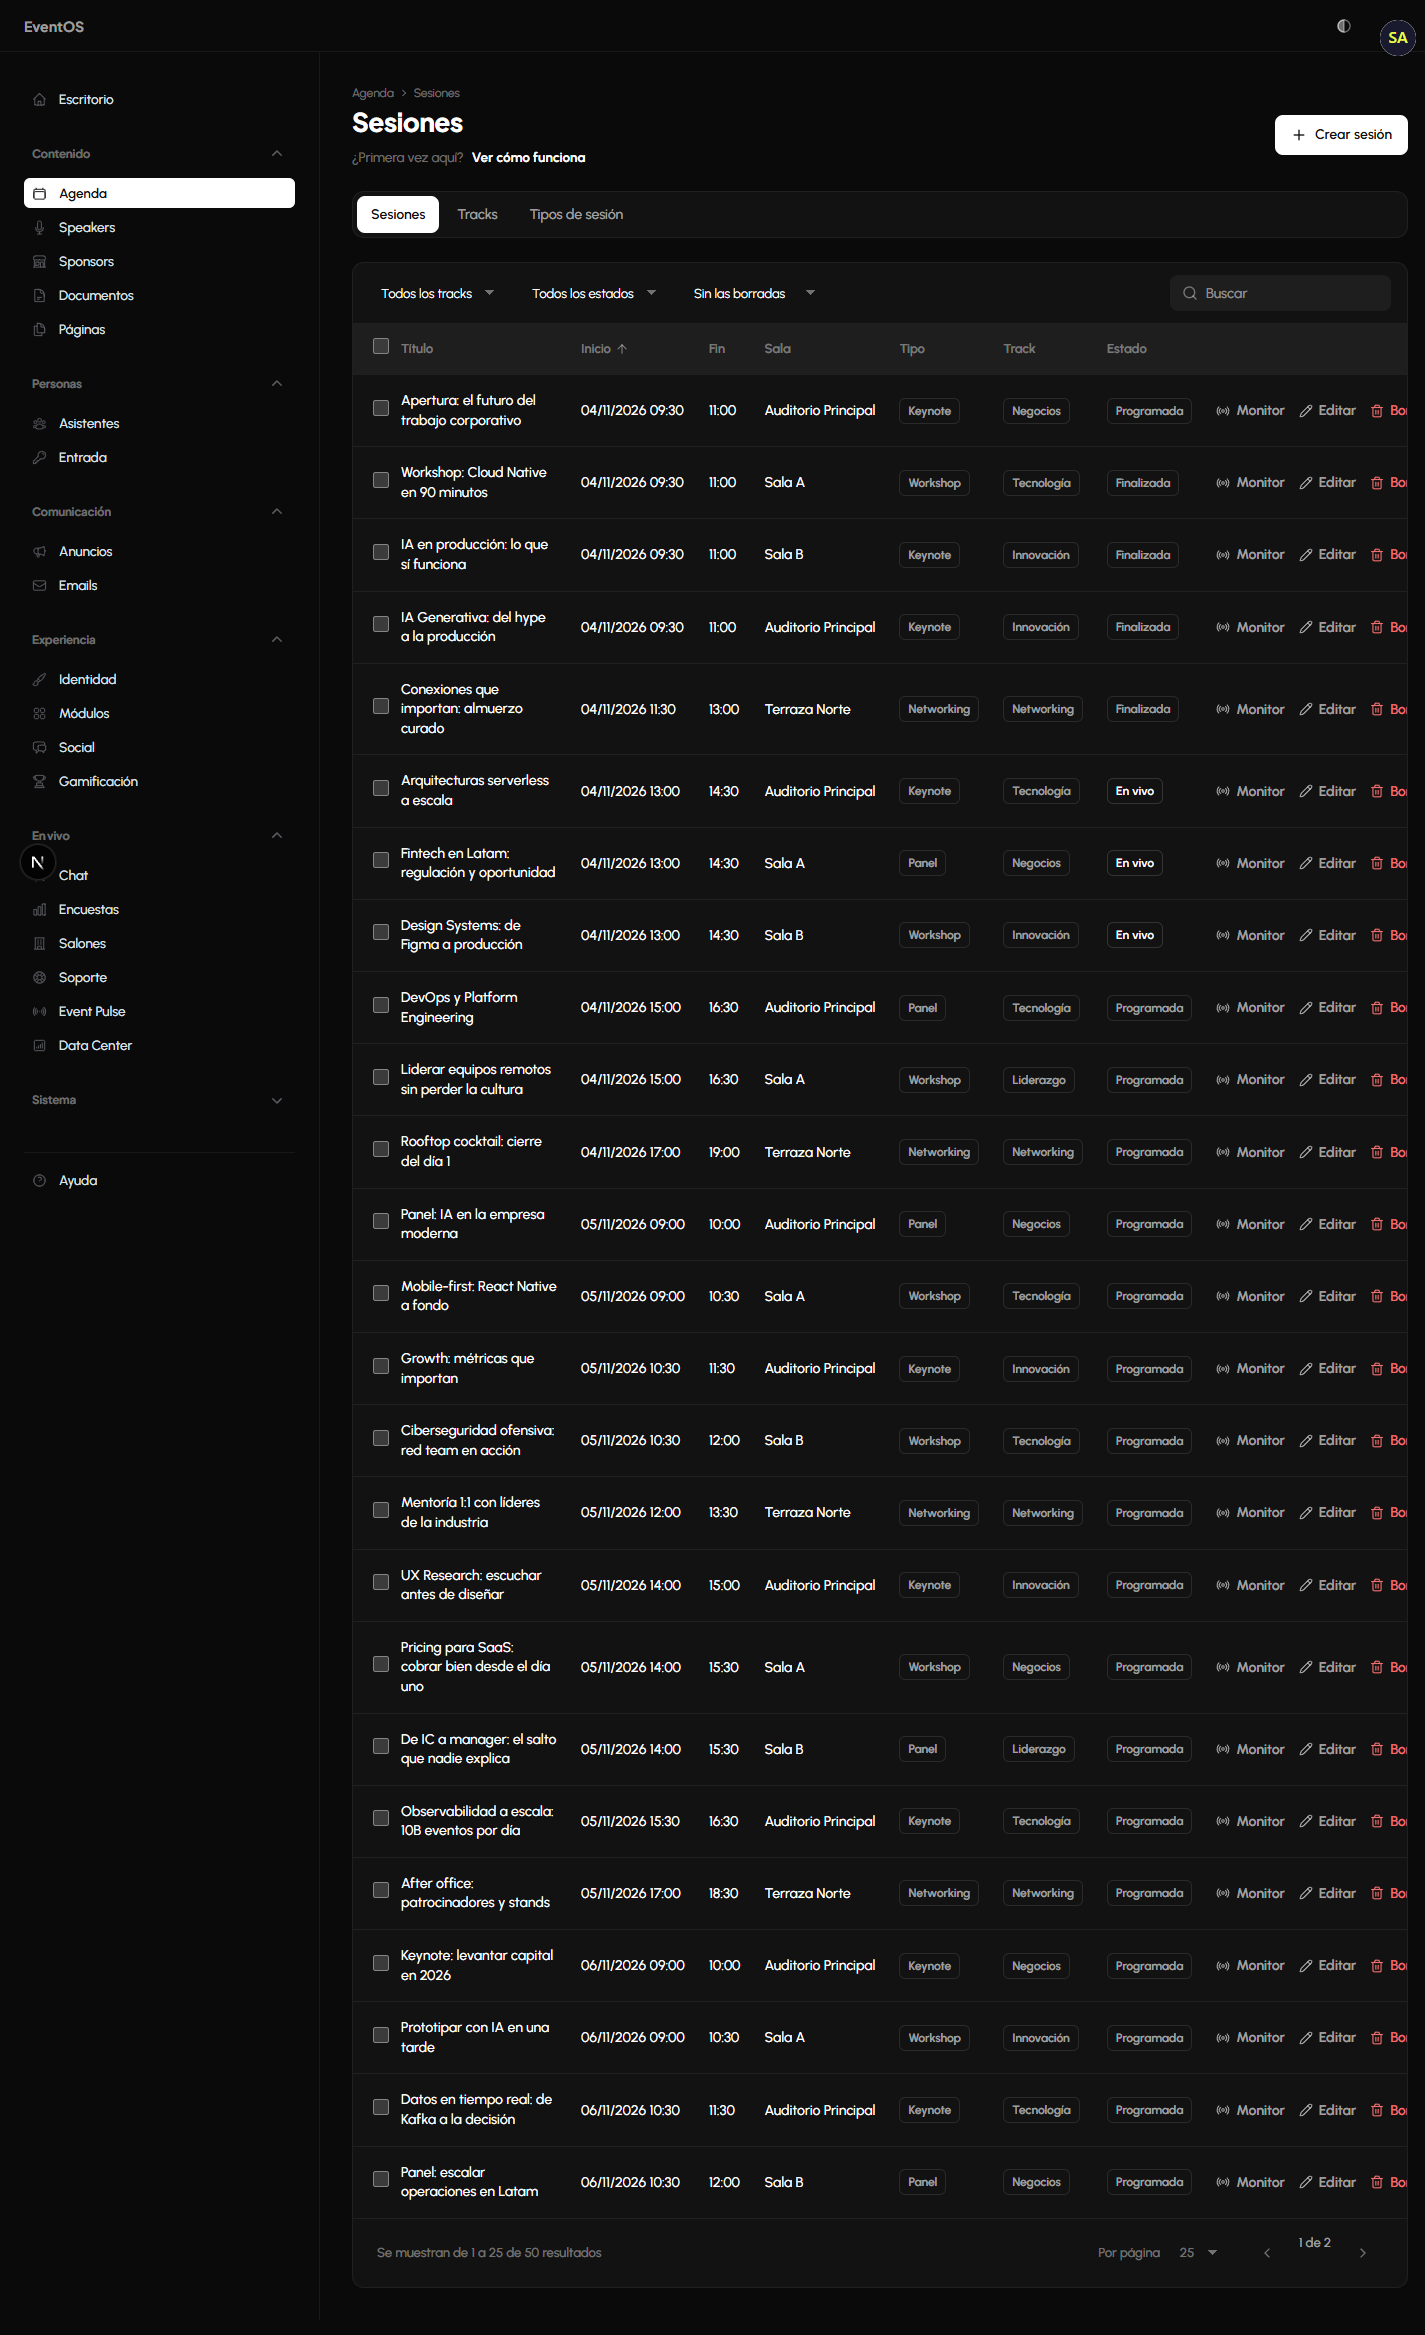 EventOS
SA
Escritorio
Contenido
Agenda
Speakers
Sponsors
Documentos
Páginas
Personas
Asistentes
Entrada
Comunicación
Anuncios
Emails
Experiencia
Identidad
Módulos
Social
Gamificación
En vivo
N
Chat
Encuestas
Salones
Soporte
Event Pulse
Data Center
Sistema
Ayuda
Agenda > Sesiones
Sesiones
¿Primera vez aquí? Ver cómo funciona
+ Crear sesión
Sesiones Tracks Tipos de sesión
Todos los tracks Todos los estados Sin las borradas Buscar
Título Inicio ↑ Fin Sala Tipo Track Estado
Apertura: el futuro del
trabajo corporativo
04/11/2026 09:30 11:00 Auditorio Principal Keynote Negocios Programada Monitor Editar Bo
Workshop: Cloud Native
en 90 minutos
04/11/2026 09:30 11:00 Sala A Workshop Tecnología Finalizada Monitor Editar Bo
IA en producción: lo que
sí funciona
04/11/2026 09:30 11:00 Sala B Keynote Innovación Finalizada Monitor Editar Bo
IA Generativa: del hype
a la producción
04/11/2026 09:30 11:00 Auditorio Principal Keynote Innovación Finalizada Monitor Editar Bo
Conexiones que
importan: almuerzo
curado
04/11/2026 11:30 13:00 Terraza Norte Networking Networking Finalizada Monitor Editar Bo
Arquitecturas serverless
a escala
04/11/2026 13:00 14:30 Auditorio Principal Keynote Tecnología En vivo Monitor Editar Bo
Fintech en Latam:
regulación y oportunidad
04/11/2026 13:00 14:30 Sala A Panel Negocios En vivo Monitor Editar Bo
Design Systems: de
Figma a producción
04/11/2026 13:00 14:30 Sala B Workshop Innovación En vivo Monitor Editar Bo
DevOps y Platform
Engineering
04/11/2026 15:00 16:30 Auditorio Principal Panel Tecnología Programada Monitor Editar Bo
Liderar equipos remotos
sin perder la cultura
04/11/2026 15:00 16:30 Sala A Workshop Liderazgo Programada Monitor Editar Bo
Rooftop cocktail: cierre
del día 1
04/11/2026 17:00 19:00 Terraza Norte Networking Networking Programada Monitor Editar Bo
Panel: IA en la empresa
moderna
05/11/2026 09:00 10:00 Auditorio Principal Panel Negocios Programada Monitor Editar Bo
Mobile-first: React Native
a fondo
05/11/2026 09:00 10:30 Sala A Workshop Tecnología Programada Monitor Editar Bo
Growth: métricas que
importan
05/11/2026 10:30 11:30 Auditorio Principal Keynote Innovación Programada Monitor Editar Bo
Ciberseguridad ofensiva:
red team en acción
05/11/2026 10:30 12:00 Sala B Workshop Tecnología Programada Monitor Editar Bo
Mentoría 1:1 con líderes
de la industria
05/11/2026 12:00 13:30 Terraza Norte Networking Networking Programada Monitor Editar Bo
UX Research: escuchar
antes de diseñar
05/11/2026 14:00 15:00 Auditorio Principal Keynote Innovación Programada Monitor Editar Bo
Pricing para SaaS:
cobrar bien desde el día
uno
05/11/2026 14:00 15:30 Sala A Workshop Negocios Programada Monitor Editar Bo
De IC a manager: el salto
que nadie explica
05/11/2026 14:00 15:30 Sala B Panel Liderazgo Programada Monitor Editar Bo
Observabilidad a escala:
10B eventos por día
05/11/2026 15:30 16:30 Auditorio Principal Keynote Tecnología Programada Monitor Editar Bo
After office:
patrocinadores y stands
05/11/2026 17:00 18:30 Terraza Norte Networking Networking Programada Monitor Editar Bo
Keynote: levantar capital
en 2026
06/11/2026 09:00 10:00 Auditorio Principal Keynote Negocios Programada Monitor Editar Bo
Prototipar con IA en una
tarde
06/11/2026 09:00 10:30 Sala A Workshop Innovación Programada Monitor Editar Bo
Datos en tiempo real: de
Kafka a la decisión
06/11/2026 10:30 11:30 Auditorio Principal Keynote Tecnología Programada Monitor Editar Bo
Panel: escalar
operaciones en Latam
06/11/2026 10:30 12:00 Sala B Panel Negocios Programada Monitor Editar Bo
Se muestran de 1 a 25 de 50 resultados Por página 25 1 de 2